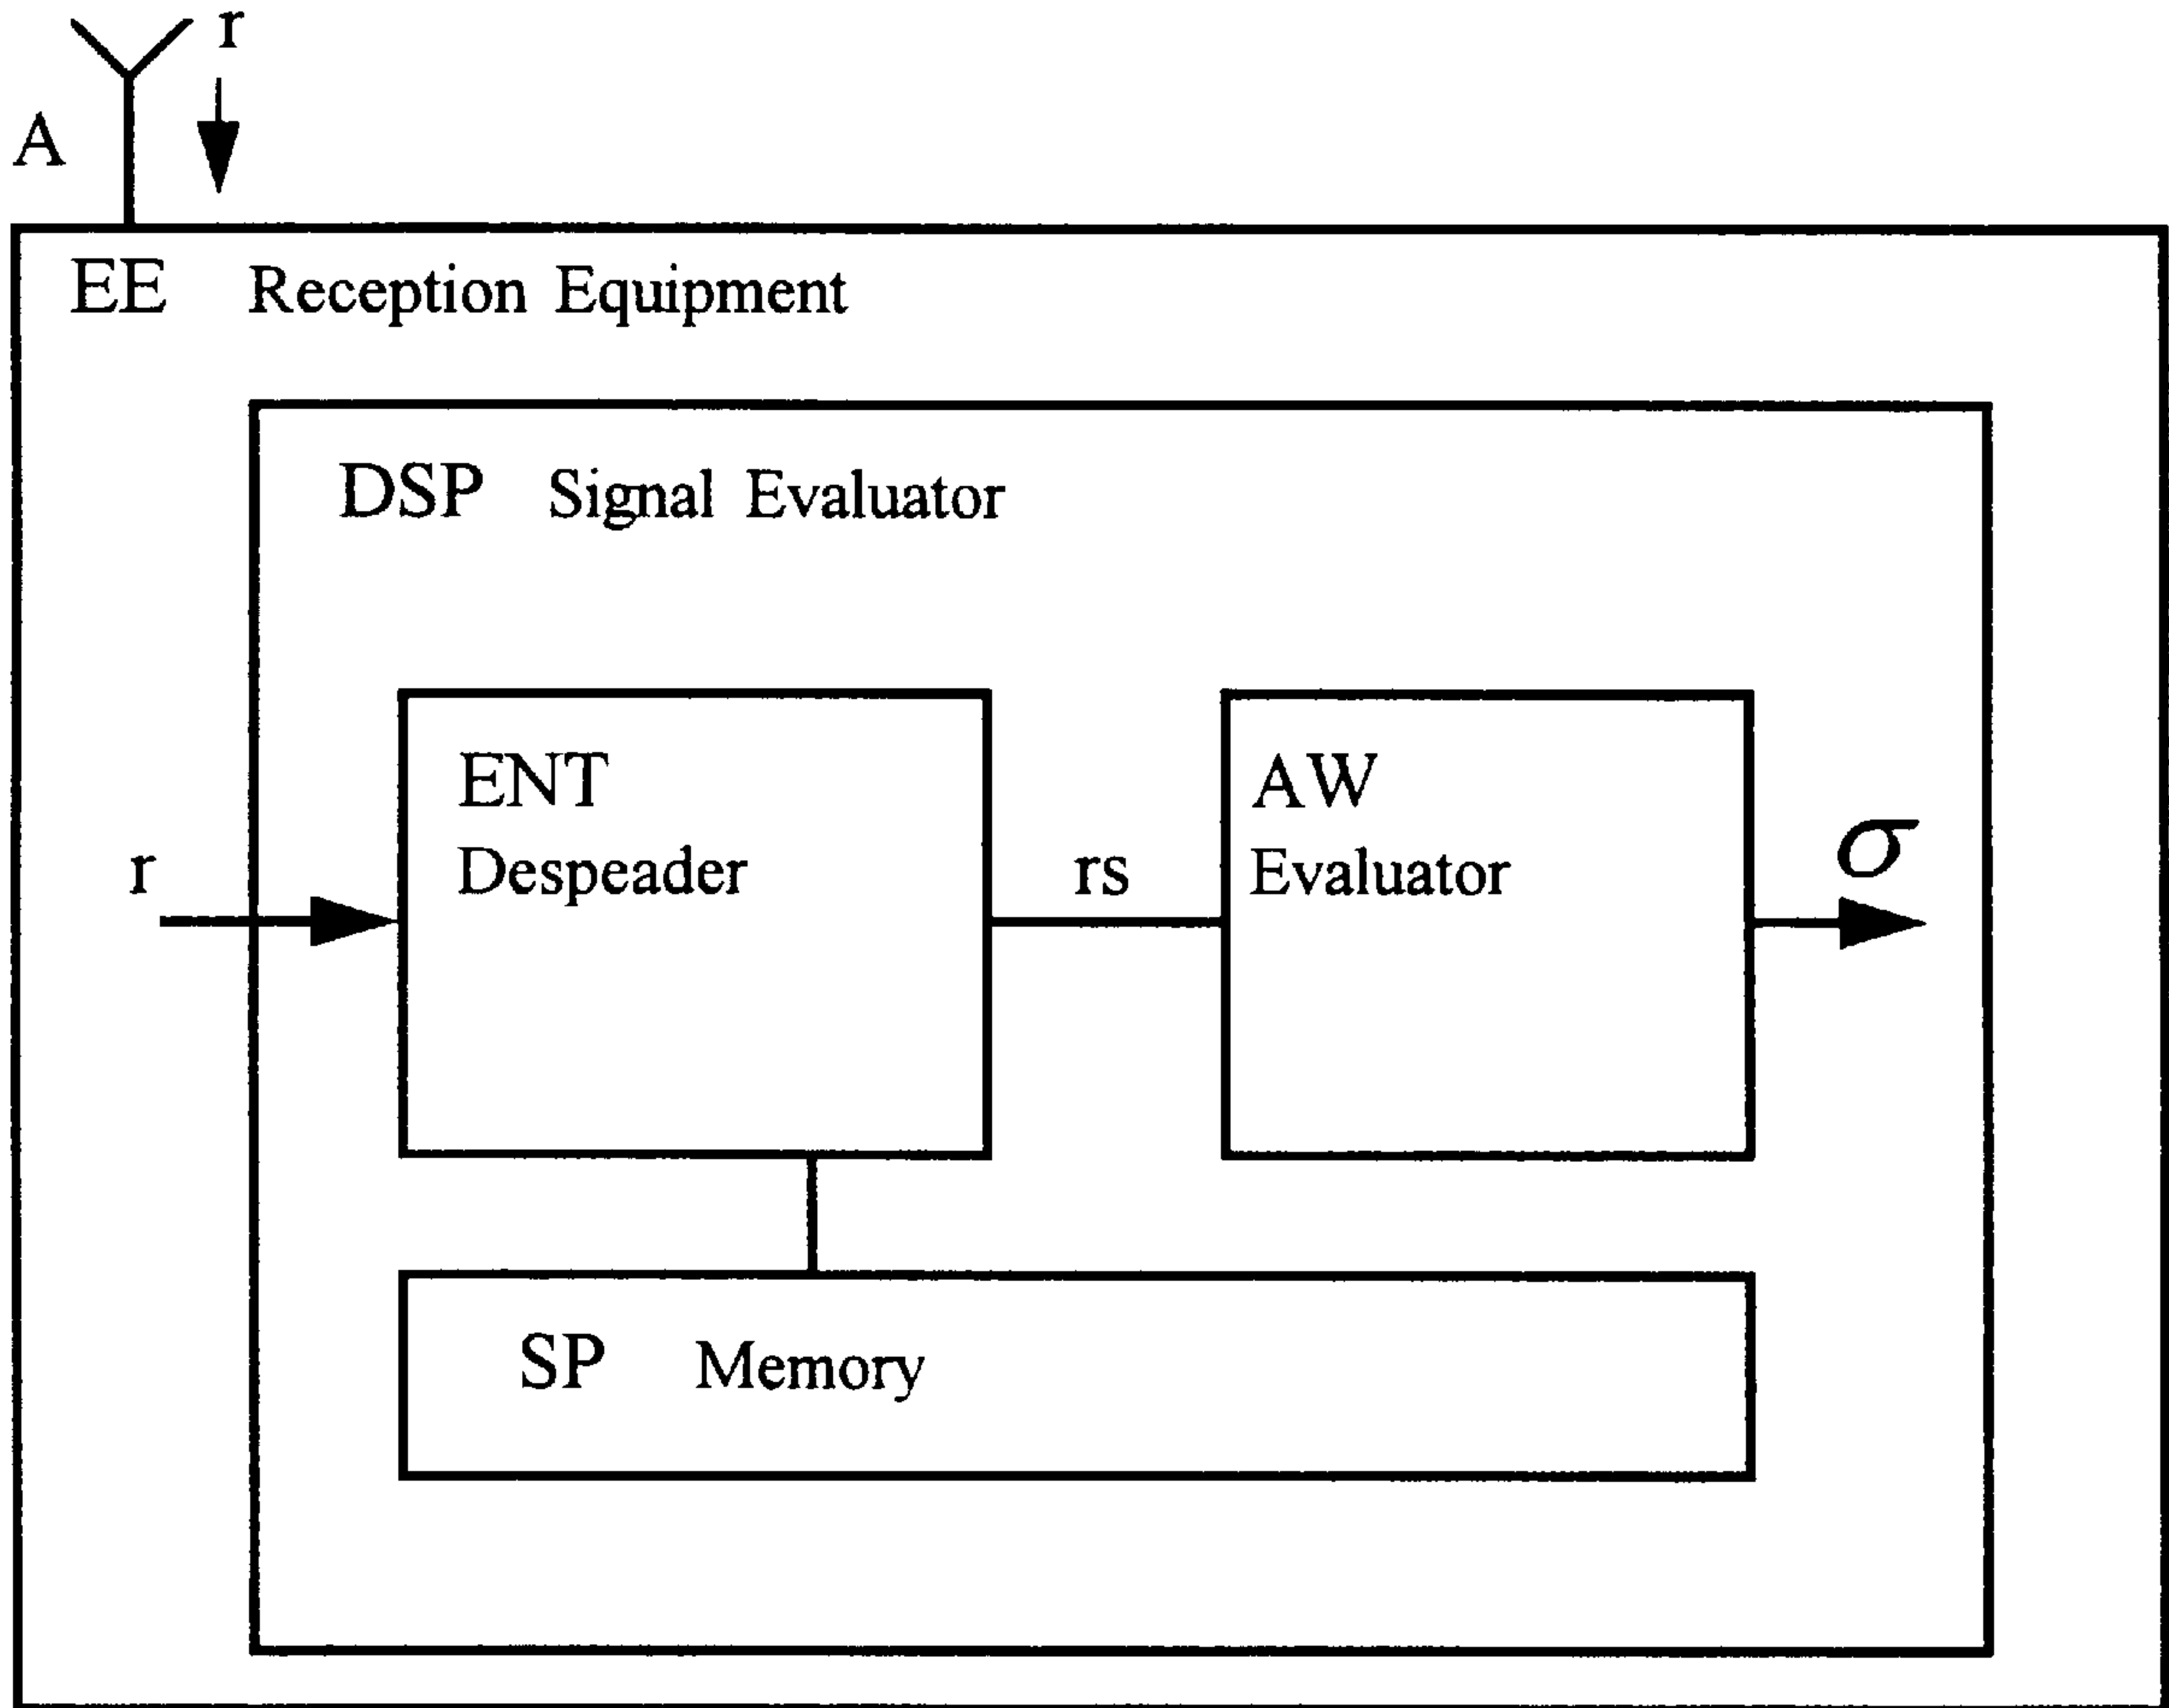 r
A
EE Reception Equipment
DSP Signal Evaluator
ENT
Despeader
AW
Evaluator
r
rs
σ
SP Memory